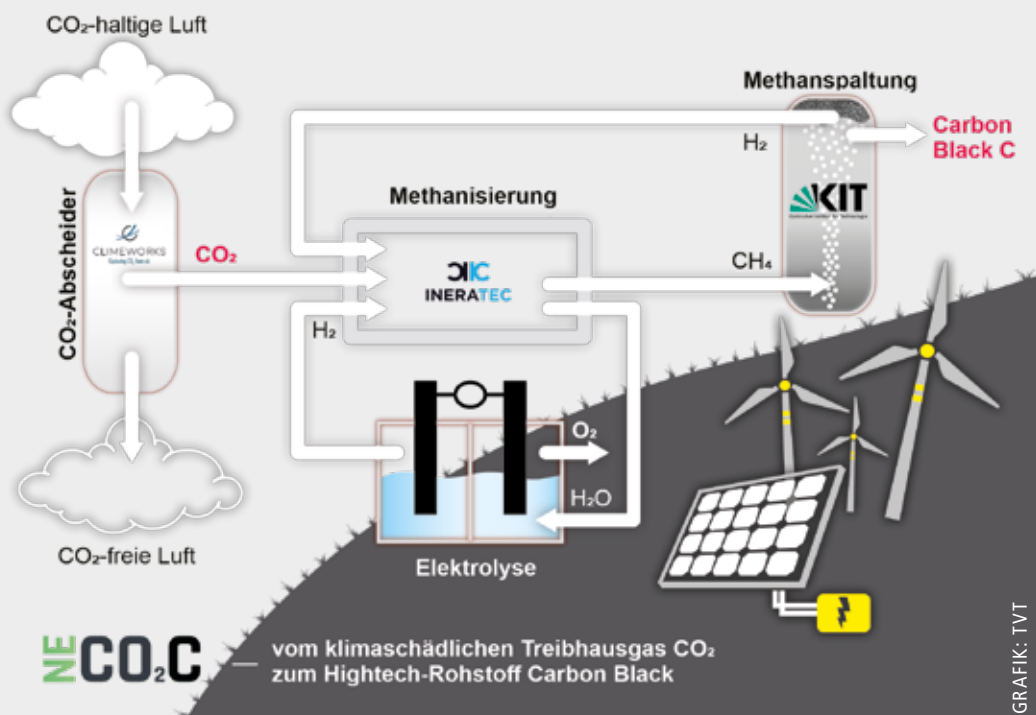 CO₂-haltige Luft
CO₂-Abscheider
CLIMEWORKS
CO₂
CO₂-freie Luft
Methanisierung
INERATEC
H₂
Methanspaltung
H₂
KIT
Carbon
Black C
CH₄
O₂
H₂O
Elektrolyse
NECO₂C
— vom klimaschädlichen Treibhausgas CO₂
zum Hightech-Rohstoff Carbon Black
GRAFIK: TVT